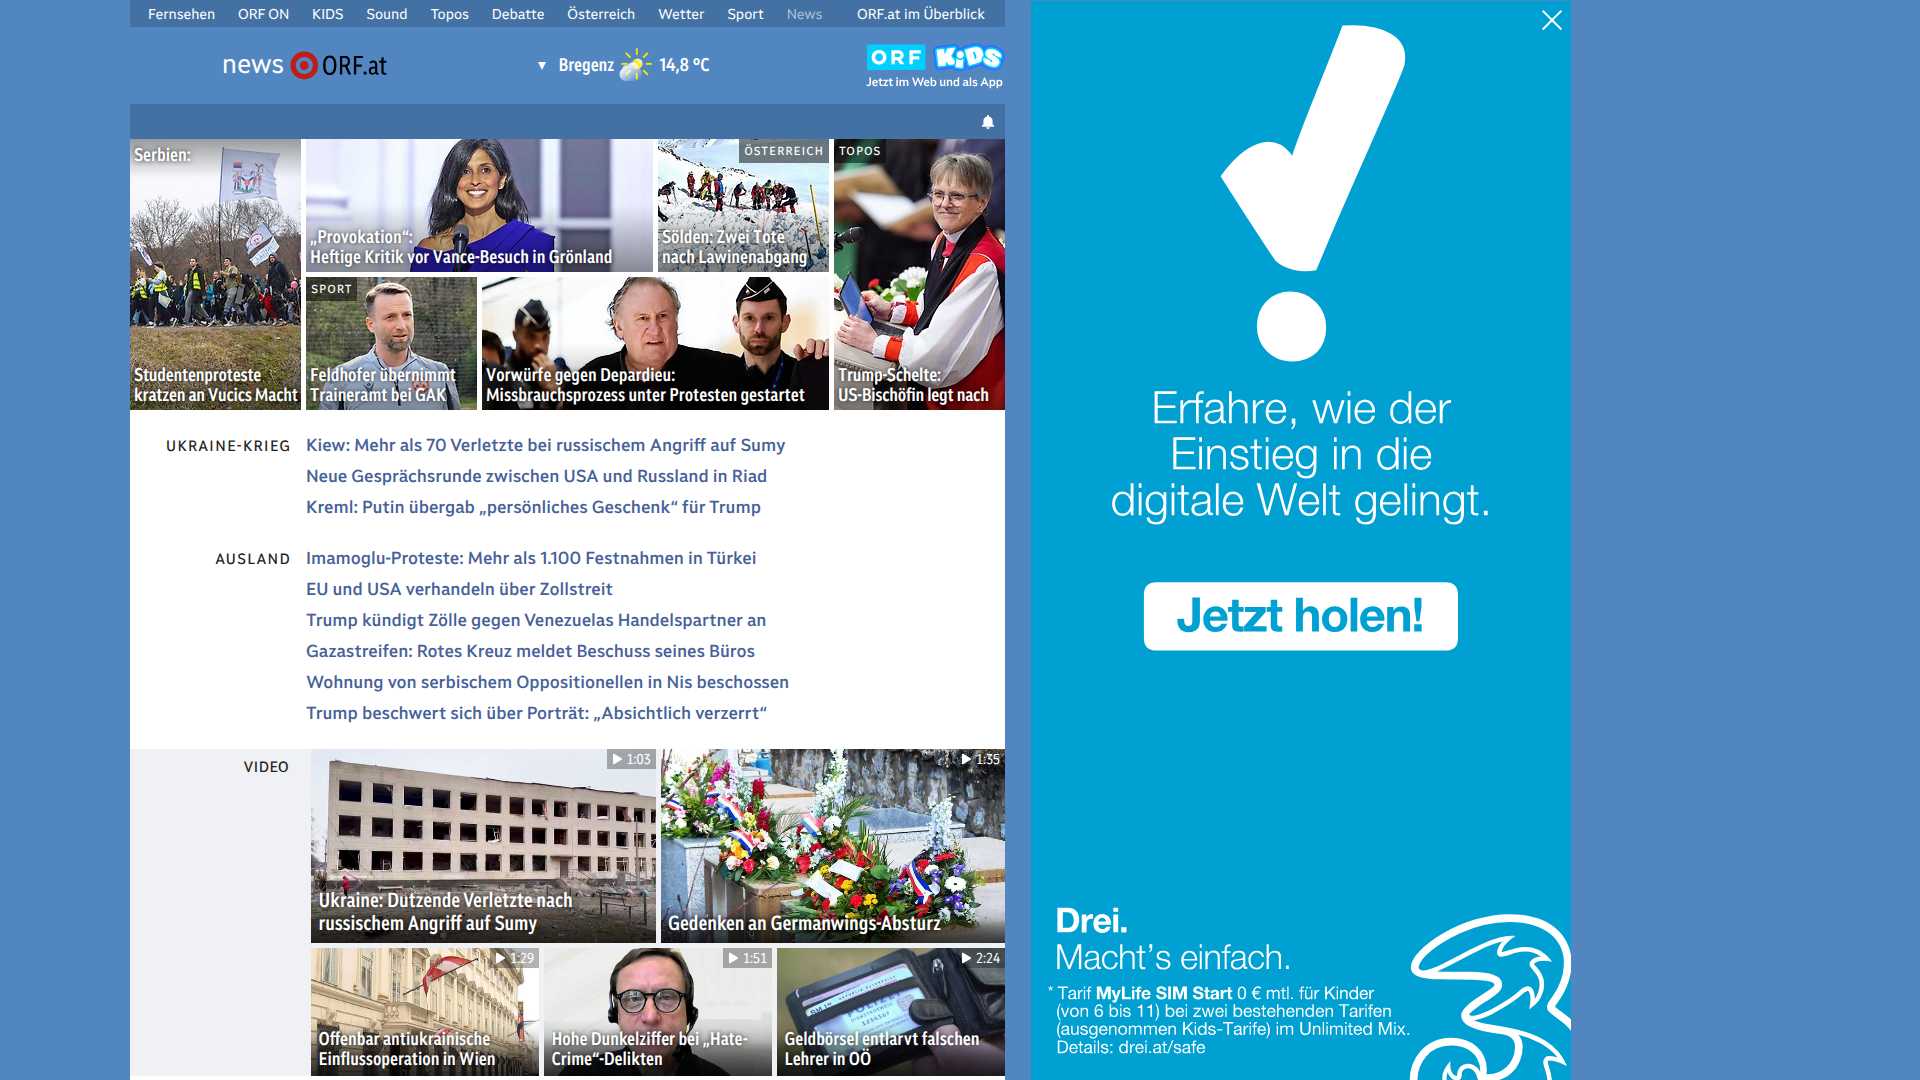 Fernsehen ORF ON KIDS Sound Topos Debatte Österreich Wetter Sport News ORF.at im Überblick
news ORF.at
Bregenz 14,8 °C
ORF KIDS
Jetzt im Web und als App
Serbien:
Studentenproteste
kratzen an Vucics Macht
„Provokation“:
Heftige Kritik vor Vance-Besuch in Grönland
ÖSTERREICH
Sölden: Zwei Tote
nach Lawinenabgang
TOPOS
Trump-Schelte:
US-Bischöfin legt nach
SPORT
Feldhofer übernimmt
Traineramt bei GAK
Vorwürfe gegen Depardieu:
Missbrauchsprozess unter Protesten gestartet
UKRAINE-KRIEG
Kiew: Mehr als 70 Verletzte bei russischem Angriff auf Sumy
Neue Gesprächsrunde zwischen USA und Russland in Riad
Kreml: Putin übergab „persönliches Geschenk“ für Trump
AUSLAND
Imamoglu-Proteste: Mehr als 1.100 Festnahmen in Türkei
EU und USA verhandeln über Zollstreit
Trump kündigt Zölle gegen Venezuelas Handelspartner an
Gazastreifen: Rotes Kreuz meldet Beschuss seines Büros
Wohnung von serbischem Oppositionellen in Nis beschossen
Trump beschwert sich über Porträt: „Absichtlich verzerrt“
VIDEO
1:03
Ukraine: Dutzende Verletzte nach
russischem Angriff auf Sumy
1:35
Gedenken an Germanwings-Absturz
1:29
Offenbar antiukrainische
Einflussoperation in Wien
1:51
Hohe Dunkelziffer bei „Hate-
Crime“-Delikten
2:24
Geldbörsel entlarvt falschen
Lehrer in OÖ
Erfahre, wie der
Einstieg in die
digitale Welt gelingt.
Jetzt holen!
Drei.
Macht’s einfach.
* Tarif MyLife SIM Start 0 € mtl. für Kinder
(von 6 bis 11) bei zwei bestehenden Tarifen
(ausgenommen Kids-Tarife) im Unlimited Mix.
Details: drei.at/safe